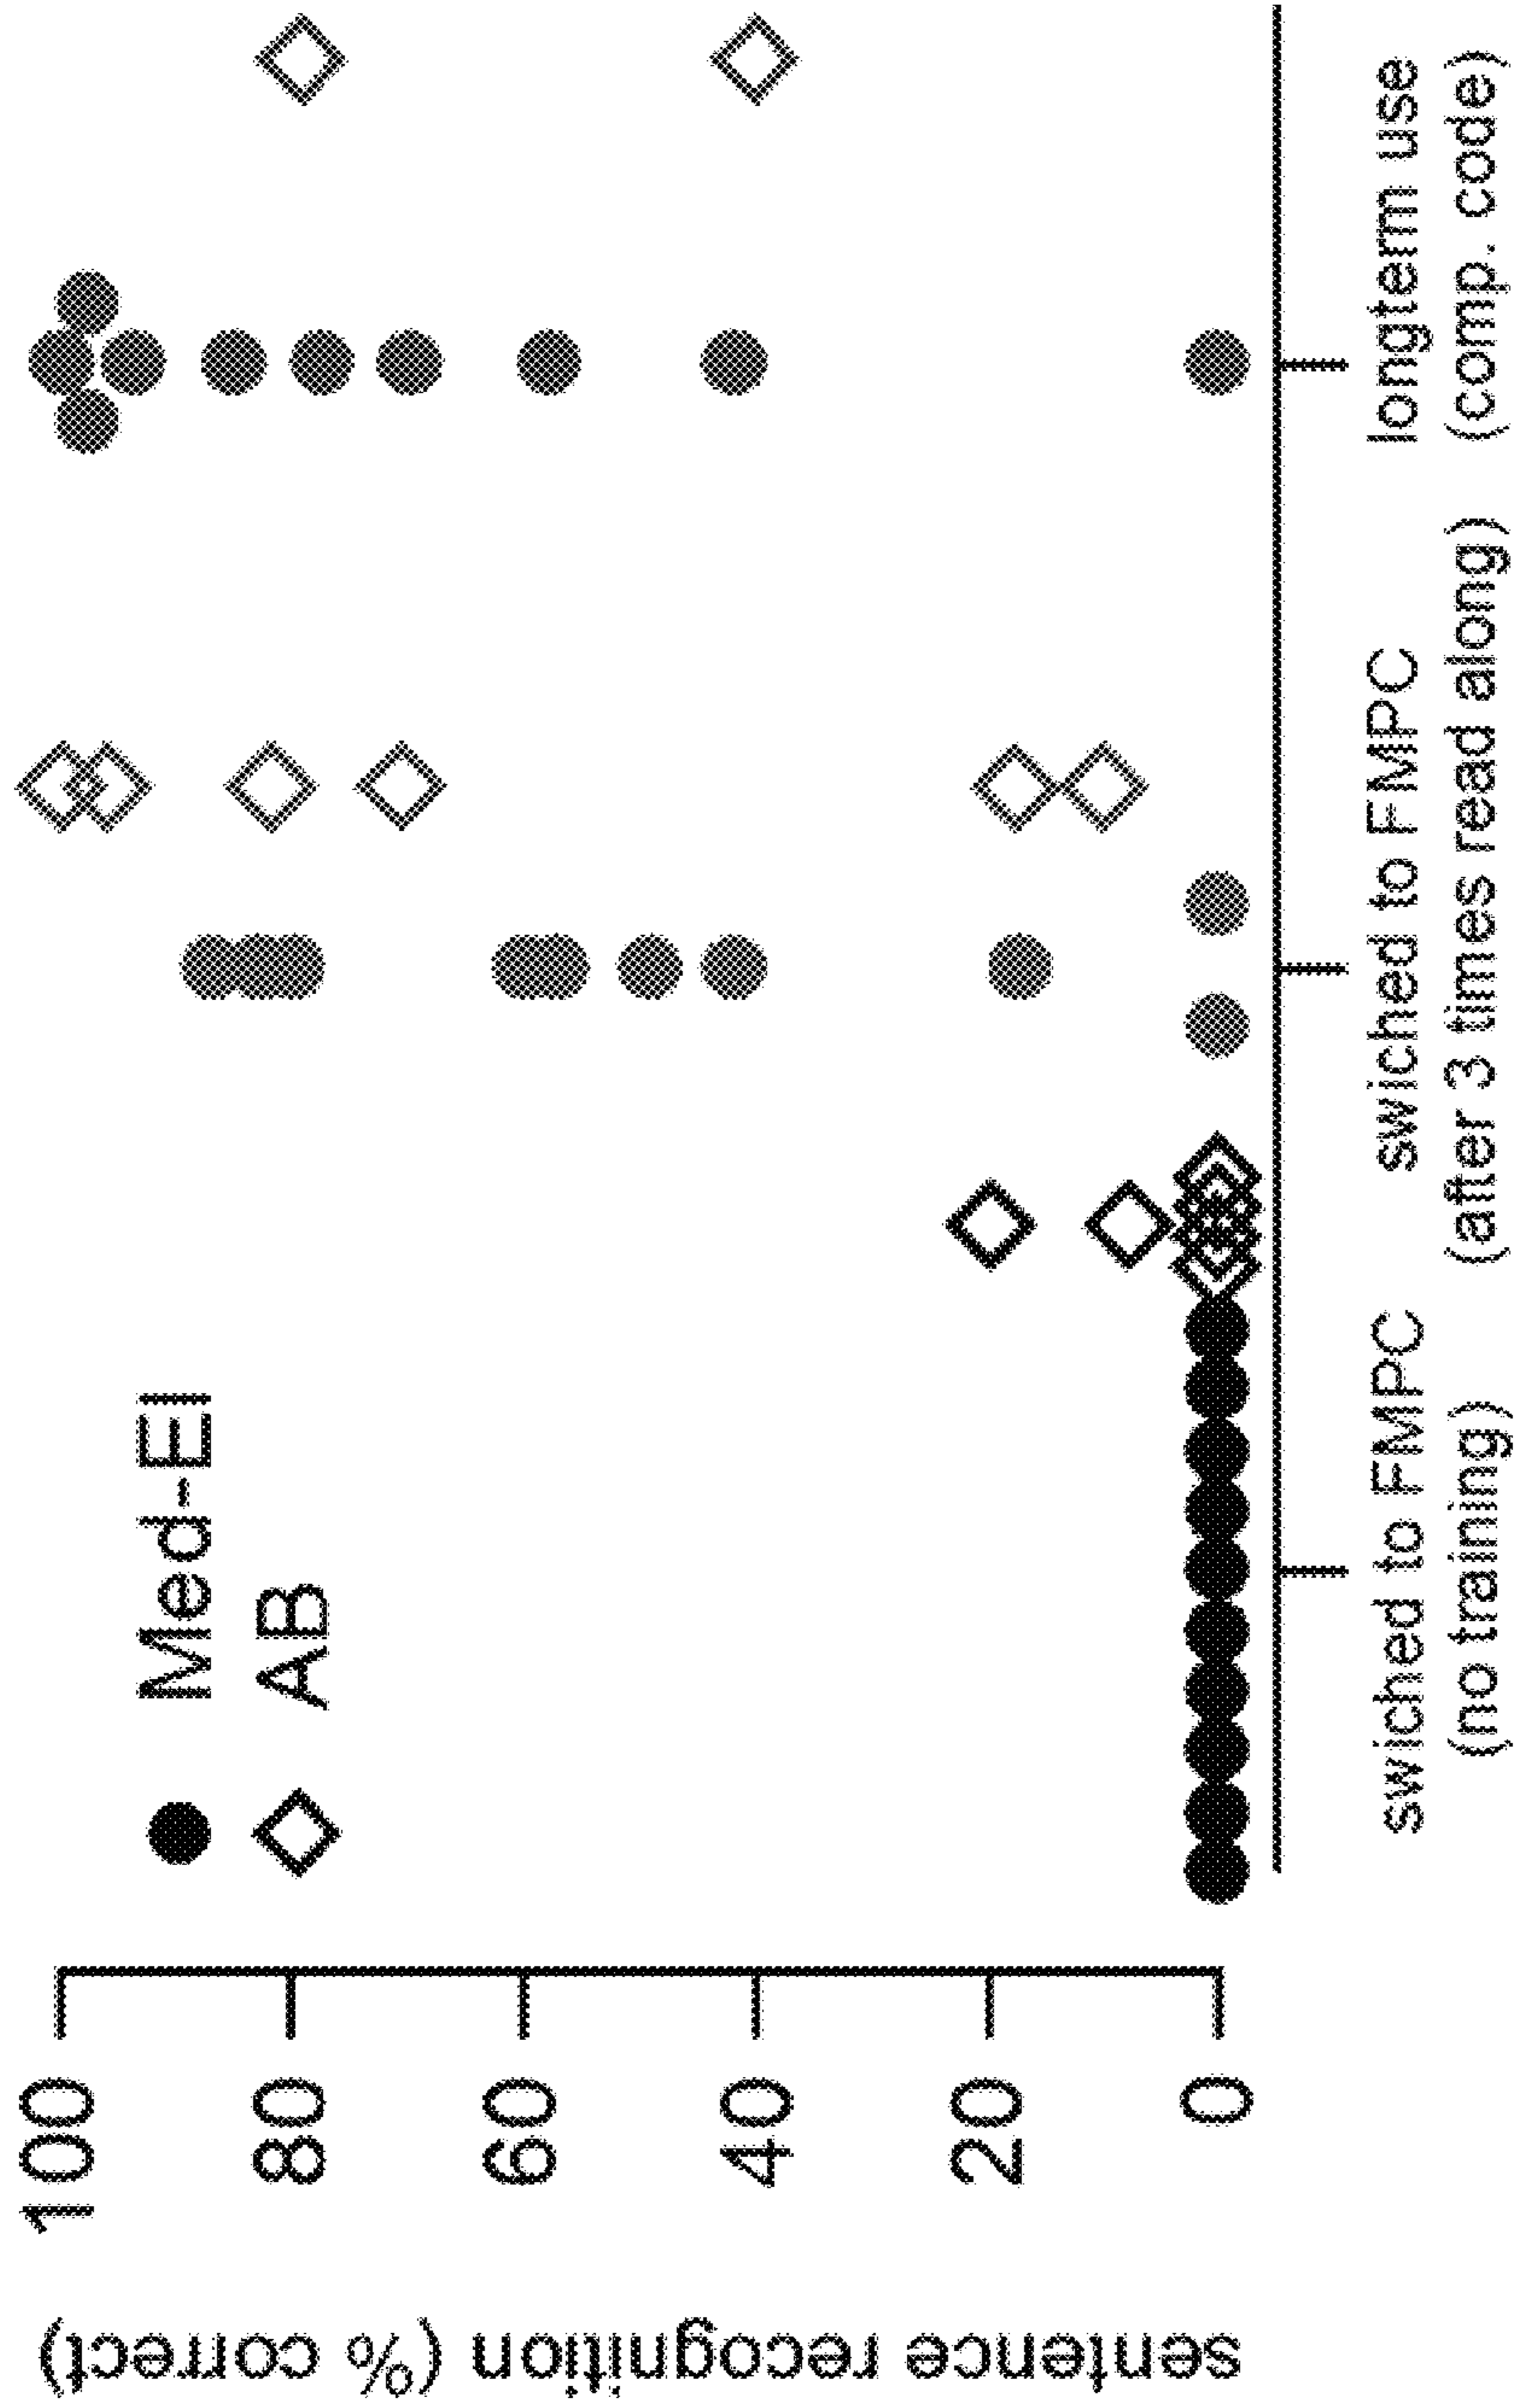 sentence recognition (% correct)
100
80
60
40
20
0
Med-El
AB
swiched to FMPC
(no training)
swiched to FMPC
(after 3 times read along)
longterm use
(comp. code)